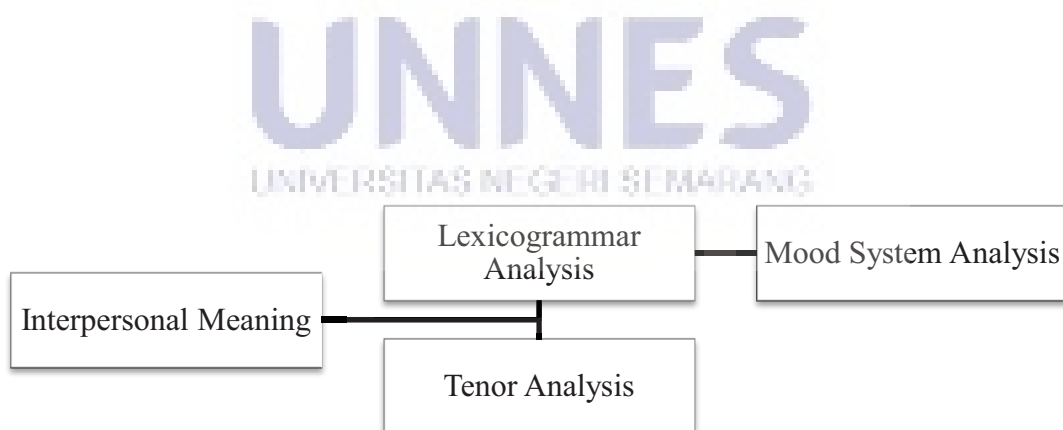 UNNES
UNIVERSITAS NEGERI SEMARANG
Lexicogrammar
Analysis
Mood System Analysis
Interpersonal Meaning
Tenor Analysis